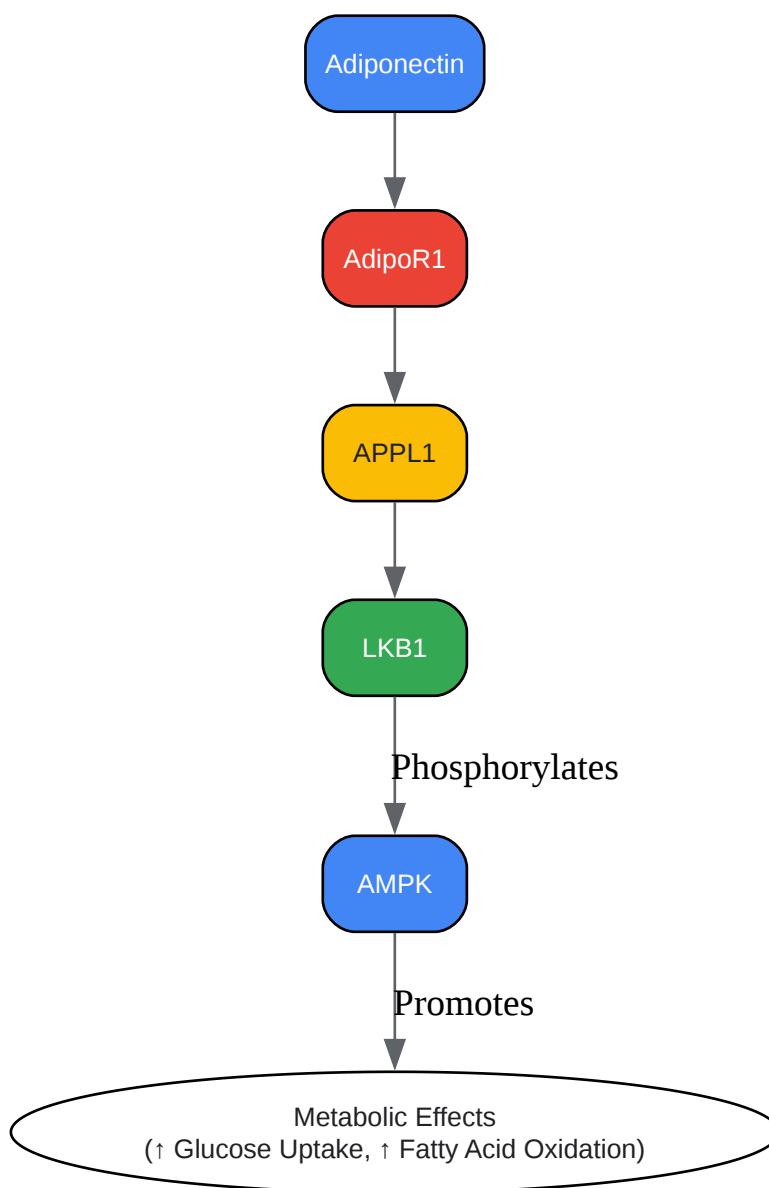 Adiponectin
AdipoR1
APPL1
LKB1
Phosphorylates
AMPK
Promotes
Metabolic Effects
(↑ Glucose Uptake, ↑ Fatty Acid Oxidation)